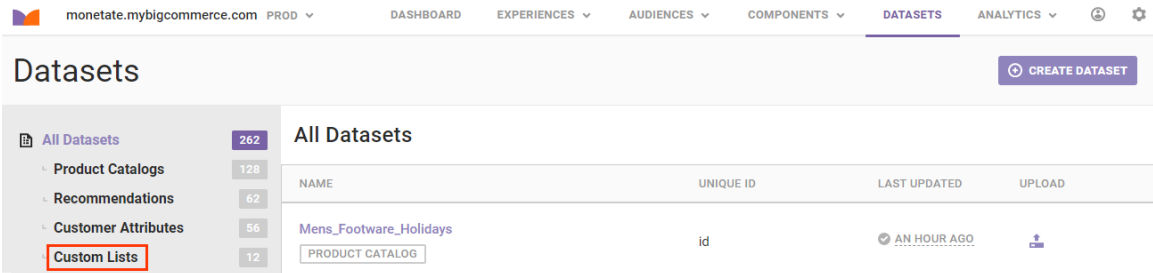 monetate.mybigcommerce.com PROD DASHBOARD EXPERIENCES AUDIENCES COMPONENTS DATASETS ANALYTICS
Datasets
CREATE DATASET
All Datasets 262
Product Catalogs 128
Recommendations 62
Customer Attributes 56
Custom Lists 12
All Datasets
NAME UNIQUE ID LAST UPDATED UPLOAD
Mens_Footware_Holidays
PRODUCT CATALOG
id
AN HOUR AGO